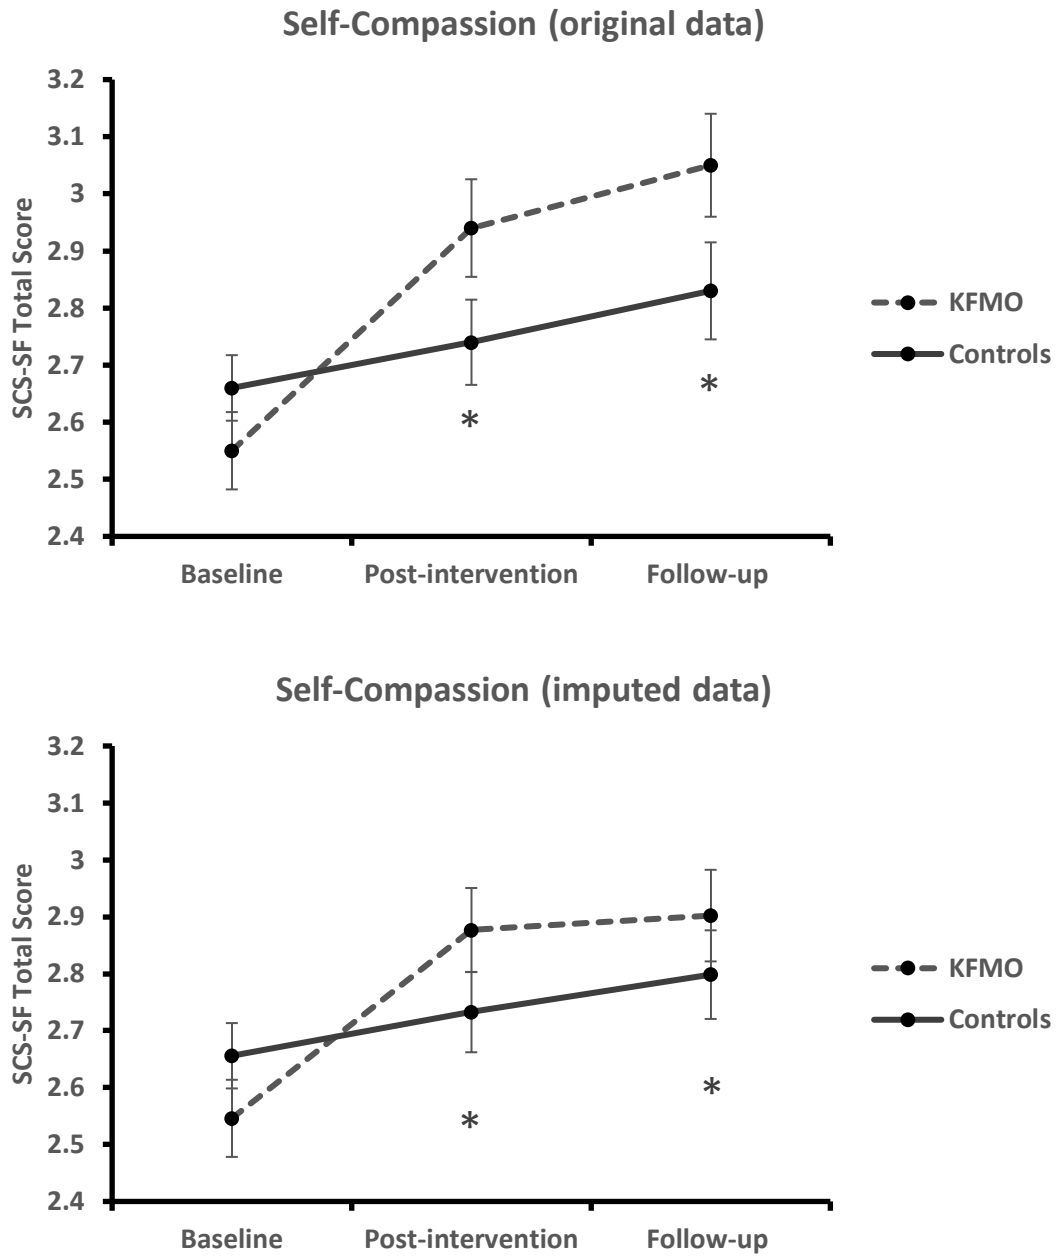 Self-Compassion (original data)
SCS-SF Total Score
3.2
3.1
3
2.9
2.8
2.7
2.6
2.5
2.4
*
*
Baseline Post-intervention Follow-up
KFMO
Controls
Self-Compassion (imputed data)
SCS-SF Total Score
3.2
3.1
3
2.9
2.8
2.7
2.6
2.5
2.4
*
*
Baseline Post-intervention Follow-up
KFMO
Controls